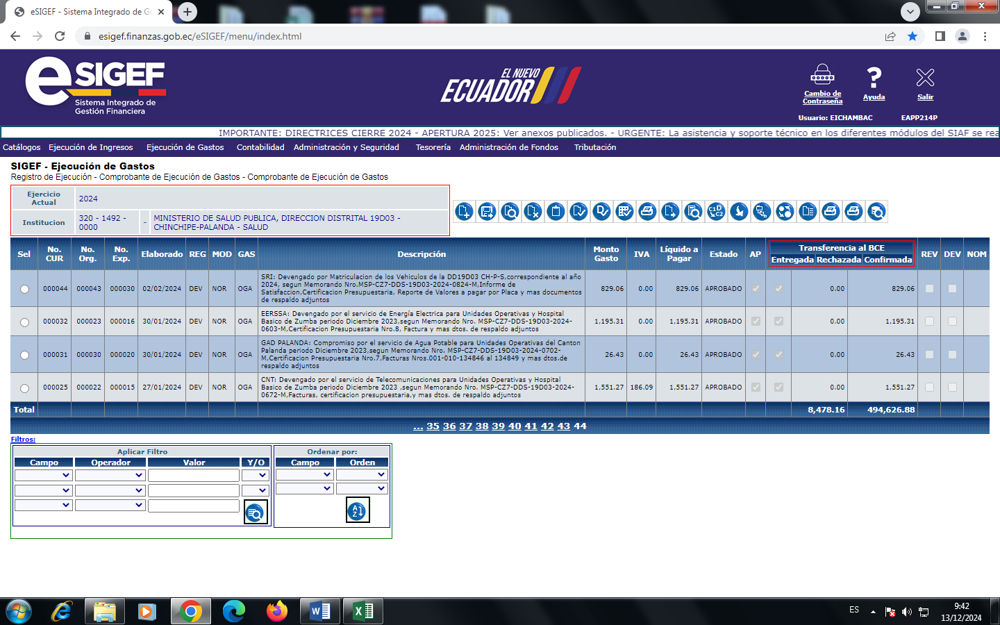 eSIGEF - Sistema Integrado de Ge
esigef.finanzas.gob.ec/eSIGEF/menu/index.html
eSIGEF
Sistema Integrado de
Gestión Financiera
EL NUEVO
ECUADOR
Cambio de
Contraseña
Ayuda
Salir
Usuario: EICHAMBAC
EAPP214P
IMPORTANTE: DIRECTRICES CIERRE 2024 - APERTURA 2025: Ver anexos publicados. - URGENTE: La asistencia y soporte técnico en los diferentes módulos del SIAF se rea
Catálogos Ejecución de Ingresos Ejecución de Gastos Contabilidad Administración y Seguridad Tesorería Administración de Fondos Tributación
SIGEF - Ejecución de Gastos
Registro de Ejecución - Comprobante de Ejecución de Gastos - Comprobante de Ejecución de Gastos
Ejercicio Actual 2024
Institucion 320 - 1492 - 0000 - MINISTERIO DE SALUD PUBLICA, DIRECCION DISTRITAL 19D03 - CHINCHIPE-PALANDA - SALUD
Sel No. CUR No. Org. No. Exp. Elaborado REG MOD GAS Descripción Monto Gasto IVA Líquido a Pagar Estado AP Transferencia al BCE REV DEV NOM
Entregada Rechazada Confirmada
000044 000043 000030 02/02/2024 DEV NOR OGA
SRI: Devengado por Matriculacion de los Vehiculos de la DD19D03 CH-P-S,correspondiente al año
2024, segun Memorando Nro.MSP-CZ7-DDS-19D03-2024-0824-M,Informe de
Satisfaccion,Certificacion Presupuestaria, Reporte de Valores a pagar por Placa y mas documentos
de respaldo adjuntos
829.06 0.00 829.06 APROBADO 0.00 829.06
000032 000023 000016 30/01/2024 DEV NOR OGA
EERSSA: Devengado por el servicio de Energía Electrica para Unidades Operativas y Hospital
Basico de Zumba periodo Diciembre 2023,segun Memorando Nro. MSP-CZ7-DDS-19D03-2024-
0603-M,Certificacion Presupuestaria Nro.8, Factura y mas dtos. de respaldo adjuntos
1,195.31 0.00 1,195.31 APROBADO 0.00 1,195.31
000031 000030 000020 30/01/2024 DEV NOR OGA
GAD PALANDA: Compromiso por el servicio de Agua Potable para Unidades Operativas del Canton
Palanda periodo Diciembre 2023,segun Memorando Nro. MSP-CZ7-DDS-19D03-2024-0702-
M,Certificacion Presupuestaria Nro.7,Facturas Nros.001-010-134846 al 134849 y mas dtos.de
respaldo adjuntos
26.43 0.00 26.43 APROBADO 0.00 26.43
000025 000022 000015 27/01/2024 DEV NOR OGA
CNT: Devengado por el servicio de Telecomunicaciones para Unidades Operativas y Hospital
Basico de Zumba periodo Diciembre 2023 ,segun Memorando Nro. MSP-CZ7-DDS-19D03-2024-
0672-M,Facturas, certificacion presupuestaria,y mas dtos. de respaldo adjuntos
1,551.27 186.09 1,551.27 APROBADO 0.00 1,551.27
Total 8,478.16 494,626.88
... 35 36 37 38 39 40 41 42 43 44
Filtros:
Aplicar Filtro Ordenar por:
Campo Operador Valor Y/O Campo Orden
ES
9:42
13/12/2024